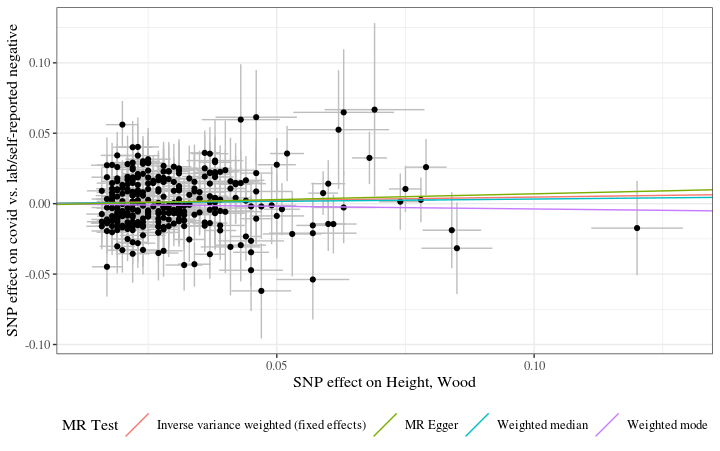 SNP effect on covid vs. lab/self-reported negative
0.10
0.05
0.00
-0.05
-0.10
0.05
0.10
SNP effect on Height, Wood
MR Test
Inverse variance weighted (fixed effects)
MR Egger
Weighted median
Weighted mode